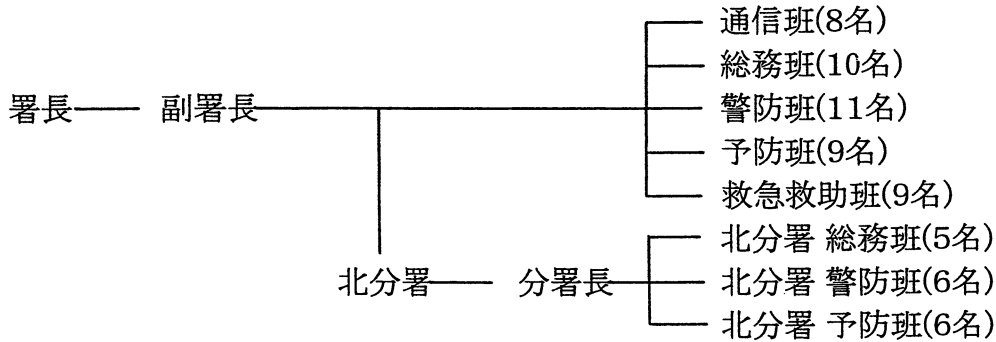 通信班(8名)
総務班(10名)
署長 副署長 警防班(11名)
予防班(9名)
救急救助班(9名)
北分署 総務班(5名)
北分署 分署長 北分署 警防班(6名)
北分署 予防班(6名)